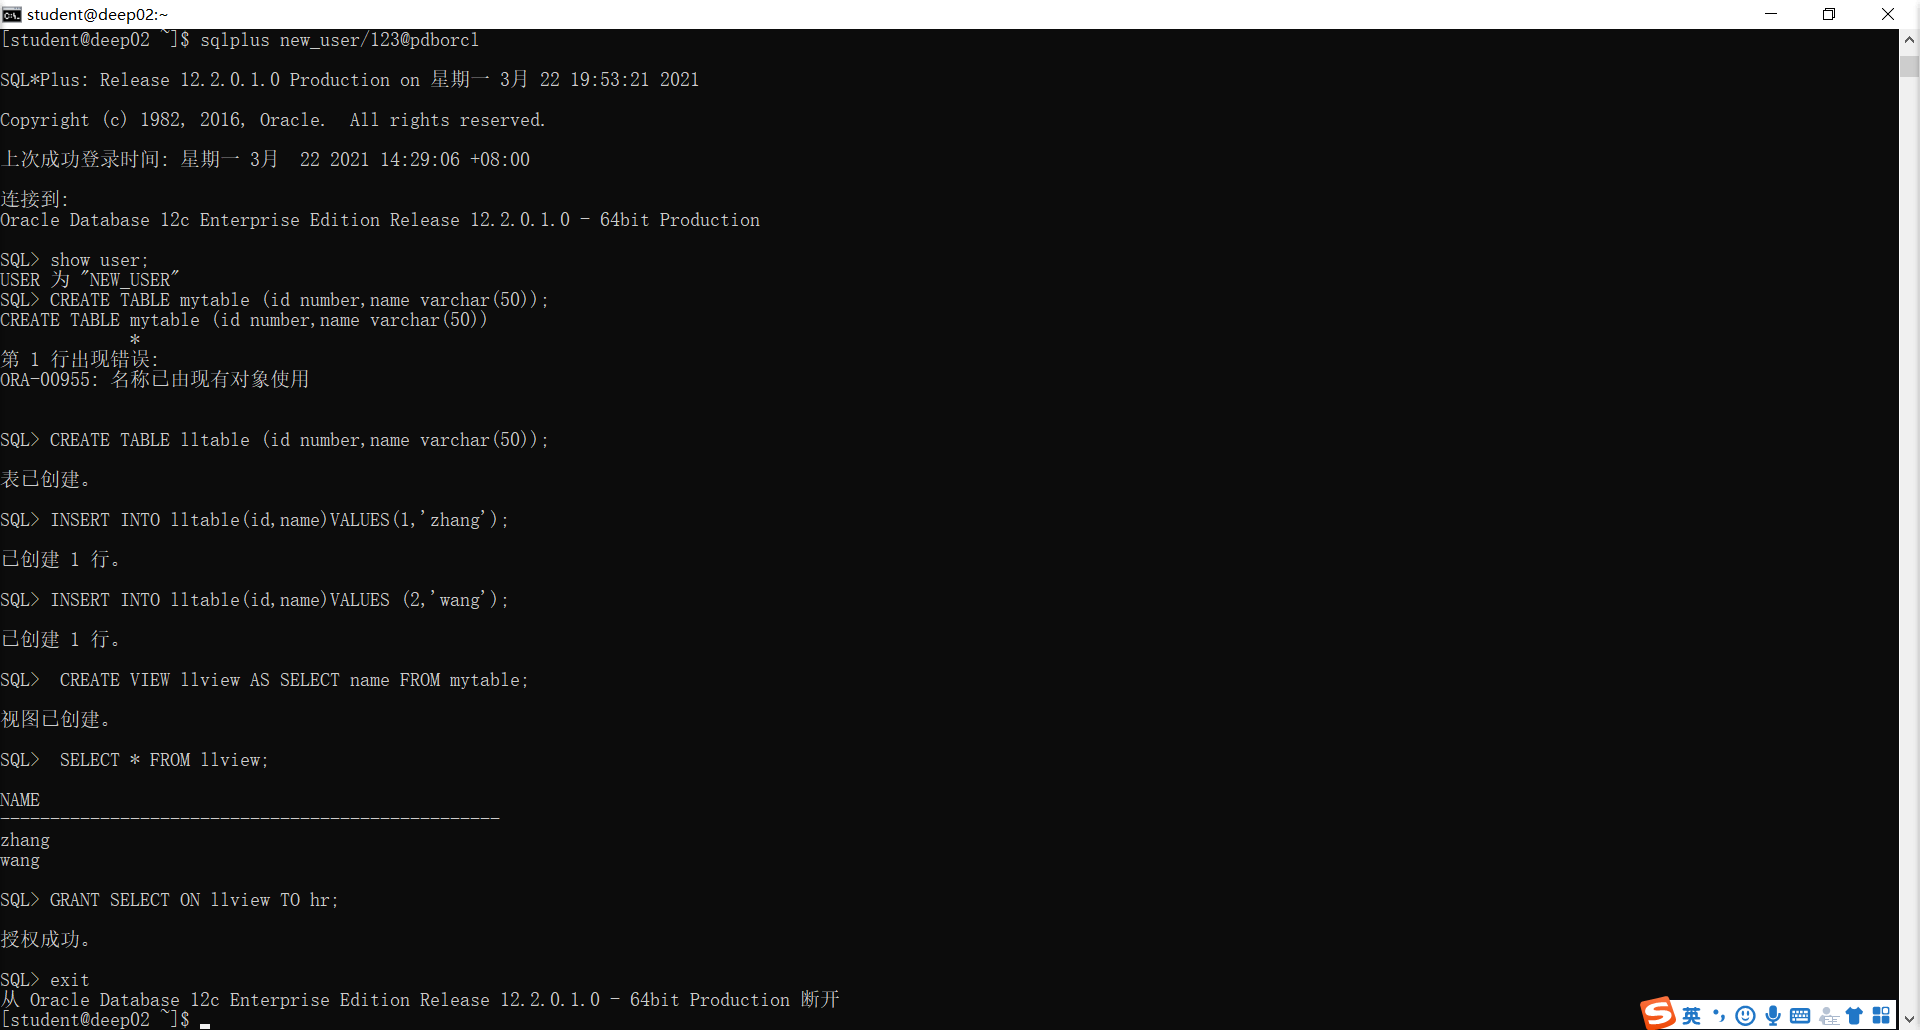 student@deep02:~
[student@deep02 ~]$ sqlplus new_user/123@pdborcl
SQL*Plus: Release 12.2.0.1.0 Production on 星期一 3月 22 19:53:21 2021
Copyright (c) 1982, 2016, Oracle.  All rights reserved.
上次成功登录时间: 星期一 3月  22 2021 14:29:06 +08:00
连接到:
Oracle Database 12c Enterprise Edition Release 12.2.0.1.0 - 64bit Production
SQL> show user;
USER 为 "NEW_USER"
SQL> CREATE TABLE mytable (id number,name varchar(50));
CREATE TABLE mytable (id number,name varchar(50))
             *
第 1 行出现错误:
ORA-00955: 名称已由现有对象使用
SQL> CREATE TABLE lltable (id number,name varchar(50));
表已创建。
SQL> INSERT INTO lltable(id,name)VALUES(1,'zhang');
已创建 1 行。
SQL> INSERT INTO lltable(id,name)VALUES (2,'wang');
已创建 1 行。
SQL>  CREATE VIEW llview AS SELECT name FROM mytable;
视图已创建。
SQL>  SELECT * FROM llview;
NAME
--------------------------------------------------
zhang
wang
SQL> GRANT SELECT ON llview TO hr;
授权成功。
SQL> exit
从 Oracle Database 12c Enterprise Edition Release 12.2.0.1.0 - 64bit Production 断开
[student@deep02 ~]$
英